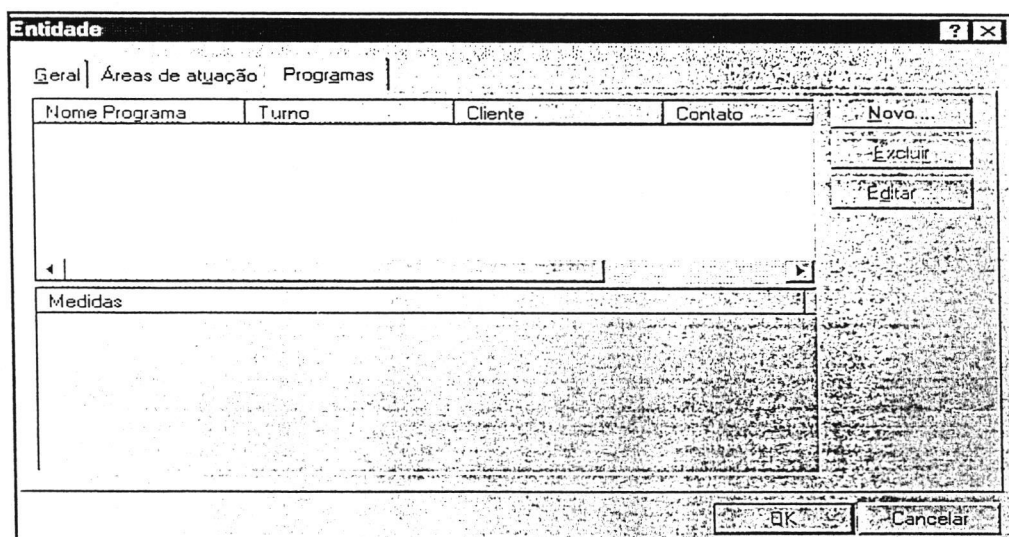 Entidade ? ×
Geral Áreas de atuação Programas
Nome Programa Turno Cliente Contato
Novo...
Excluir
Editar
Medidas
OK Cancelar